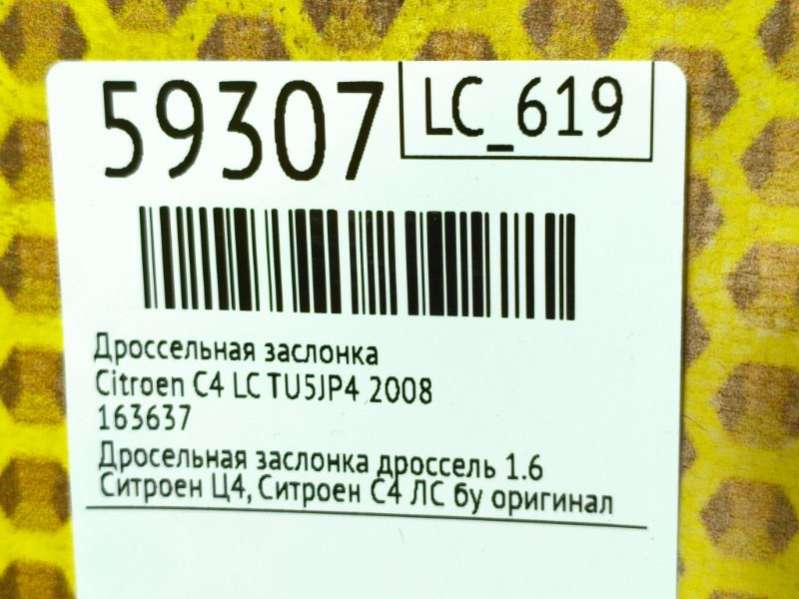 59307
LC_619
Дроссельная заслонка
Citroen C4 LC TU5JP4 2008
163637
Дросельная заслонка дроссель 1.6
Ситроен Ц4, Ситроен С4 ЛС бу оригинал